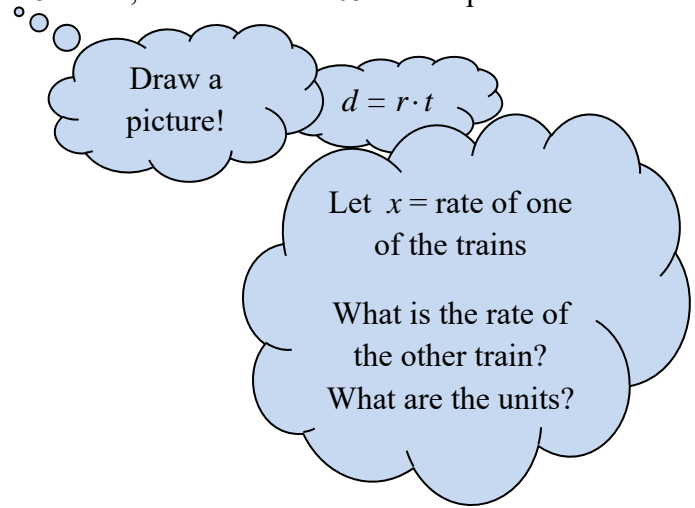 Draw a
picture!
d = r · t
Let x = rate of one
of the trains
What is the rate of
the other train?
What are the units?